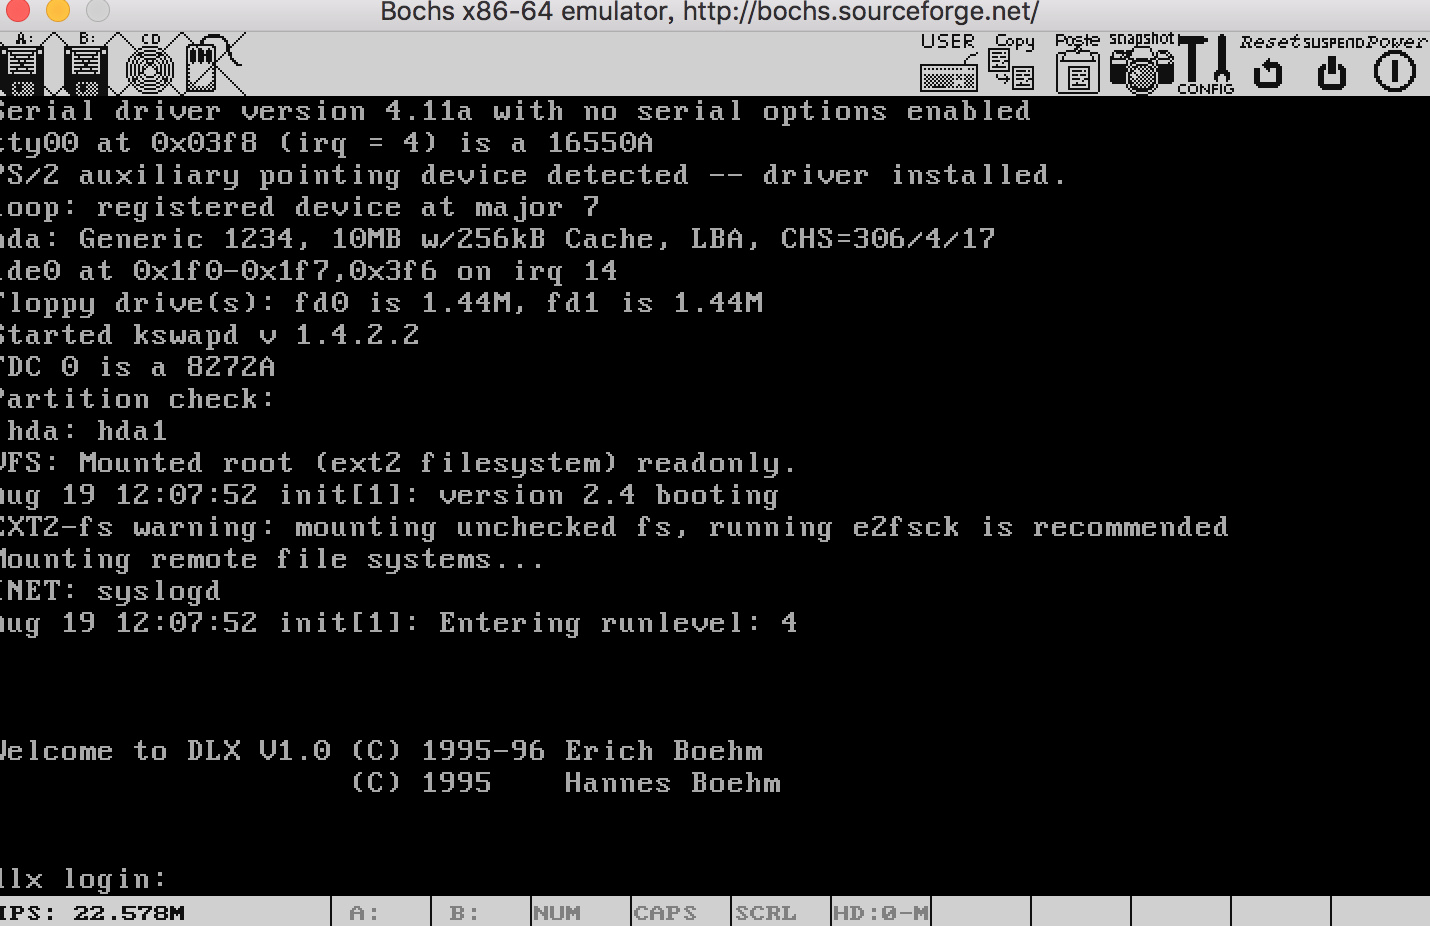 Bochs x86-64 emulator, http://bochs.sourceforge.net/
A: B: CD USER Copy Paste snapshot CONFIG Reset SUSPEND Power
Serial driver version 4.11a with no serial options enabled
tty00 at 0x03f8 (irq = 4) is a 16550A
PS/2 auxiliary pointing device detected -- driver installed.
loop: registered device at major 7
hda: Generic 1234, 10MB w/256kB Cache, LBA, CHS=306/4/17
ide0 at 0x1f0-0x1f7,0x3f6 on irq 14
Floppy drive(s): fd0 is 1.44M, fd1 is 1.44M
Started kswapd v 1.4.2.2
FDC 0 is a 8272A
Partition check:
hda: hda1
VFS: Mounted root (ext2 filesystem) readonly.
Aug 19 12:07:52 init[1]: version 2.4 booting
EXT2-fs warning: mounting unchecked fs, running e2fsck is recommended
Mounting remote file systems...
INET: syslogd
Aug 19 12:07:52 init[1]: Entering runlevel: 4
Welcome to DLX V1.0 (C) 1995-96 Erich Boehm
(C) 1995 Hannes Boehm
dlx login:
IPS: 22.578M A: B: NUM CAPS SCRL HD:0-M